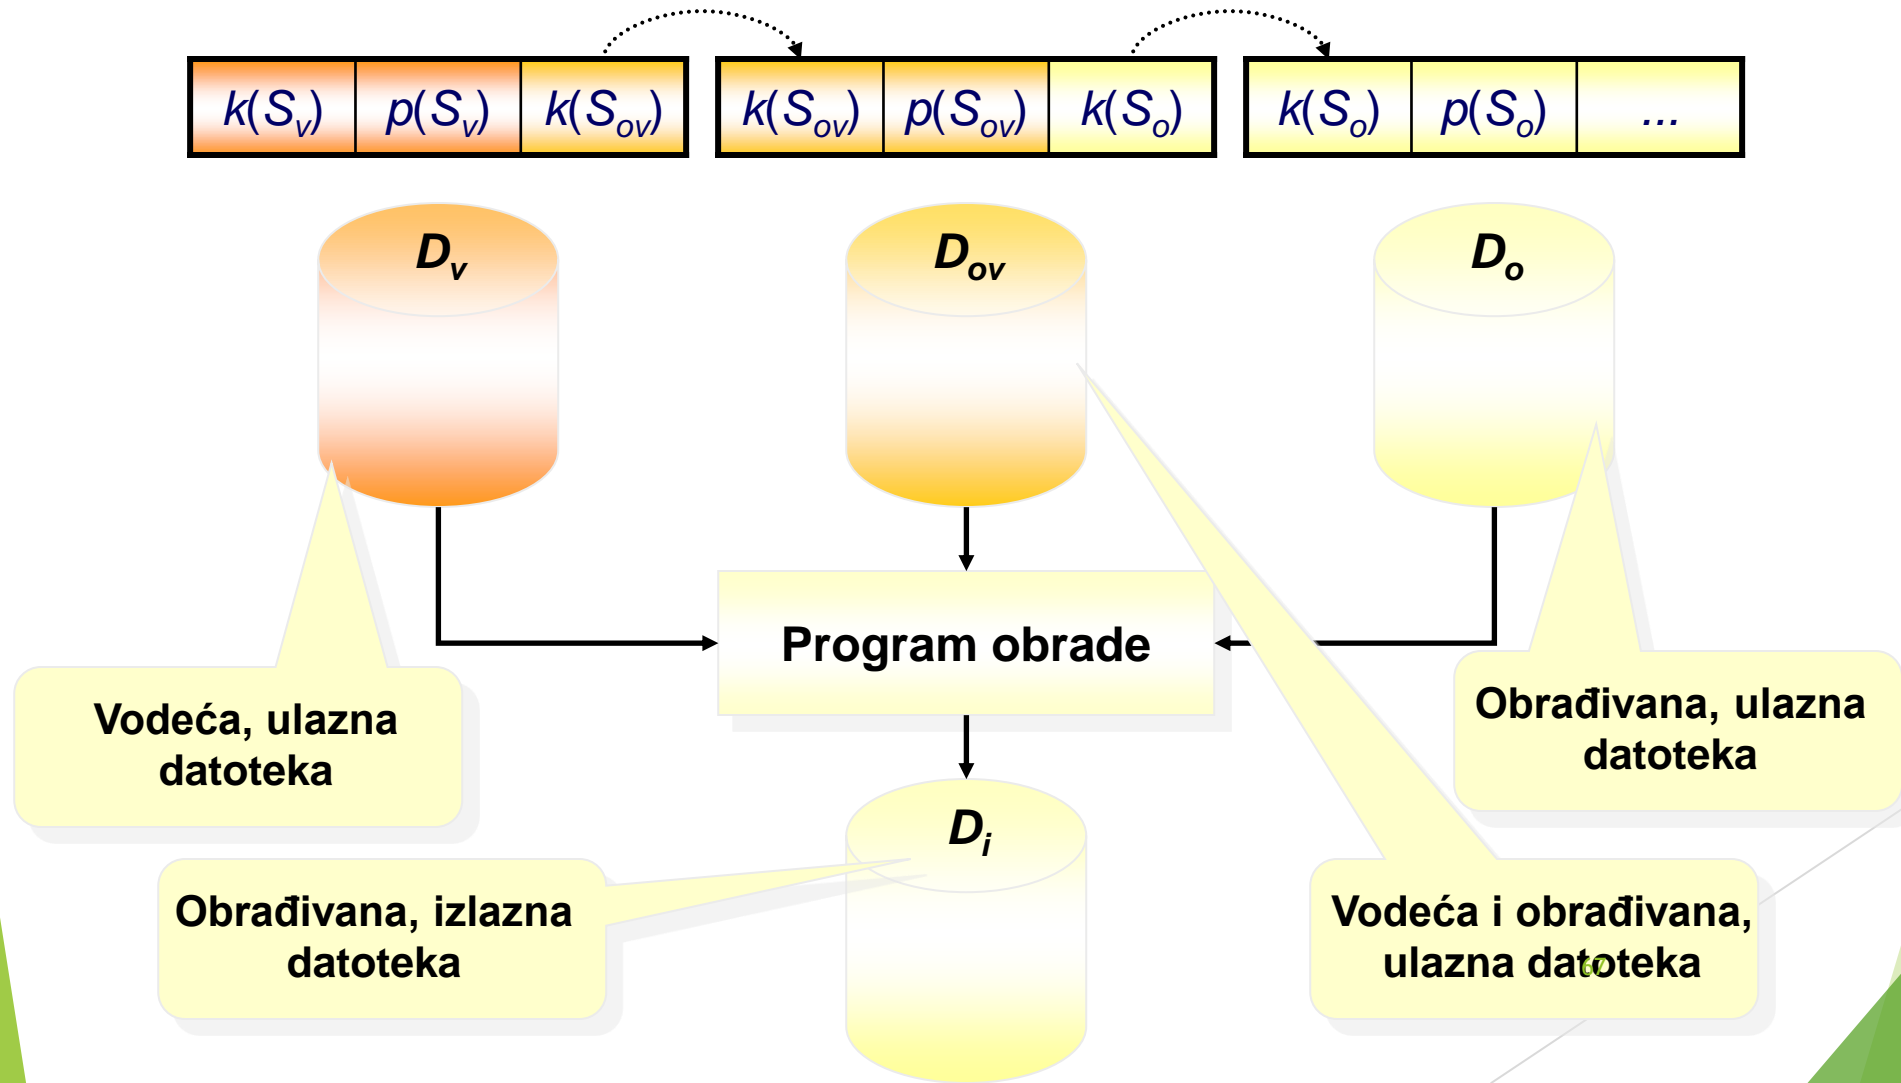 k(Sv) p(Sv) k(Sov) k(Sov) p(Sov) k(So) k(So) p(So) ...
Dv Dov Do
Program obrade
Vodeća, ulazna
datoteka
Obrađivana, ulazna
datoteka
Di
Obrađivana, izlazna
datoteka
Vodeća i obrađivana,
ulazna datoteka
67